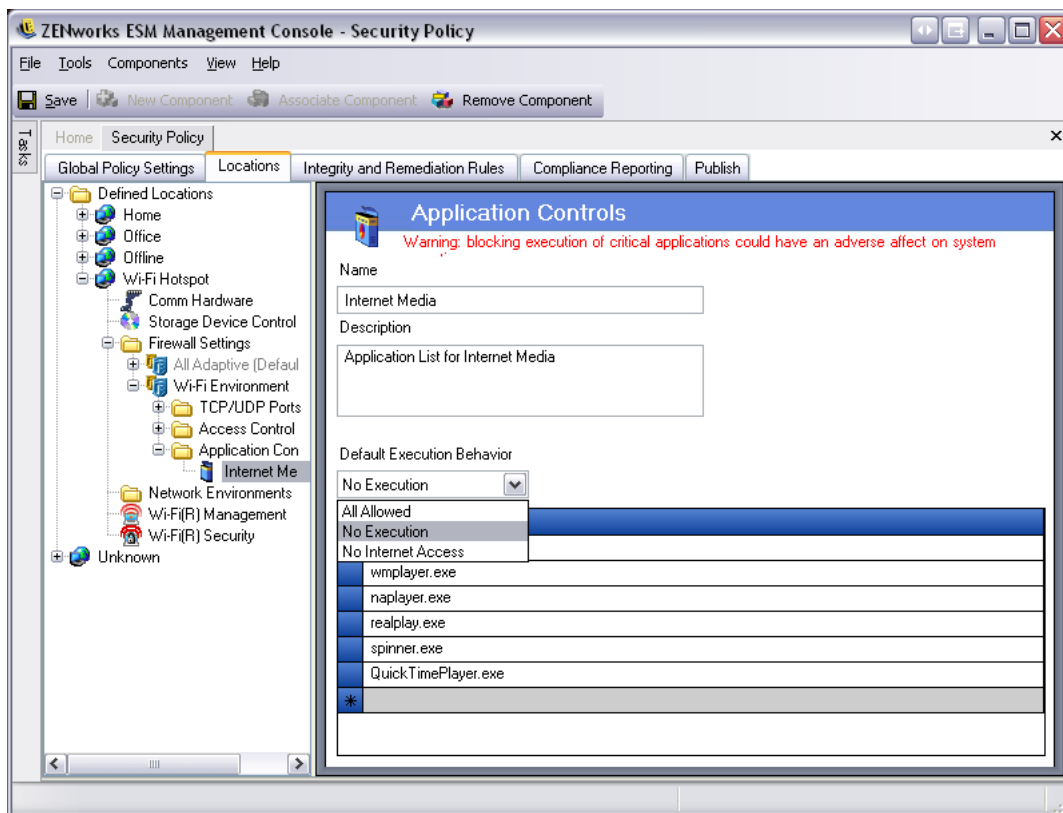 ZENworks ESM Management Console - Security Policy
File Tools Components View Help
Save New Component Associate Component Remove Component
Tasks
Home Security Policy
Global Policy Settings Locations Integrity and Remediation Rules Compliance Reporting Publish
Defined Locations
Home
Office
Offline
Wi-Fi Hotspot
Comm Hardware
Storage Device Control
Firewall Settings
All Adaptive (Defaul
Wi-Fi Environment
TCP/UDP Ports
Access Control
Application Con
Internet Me
Network Environments
Wi-Fi(R) Management
Wi-Fi(R) Security
Unknown
Application Controls
Warning: blocking execution of critical applications could have an adverse affect on system
Name
Internet Media
Description
Application List for Internet Media
Default Execution Behavior
No Execution
All Allowed
No Execution
No Internet Access
wmplayer.exe
naplayer.exe
realplay.exe
spinner.exe
QuickTimePlayer.exe